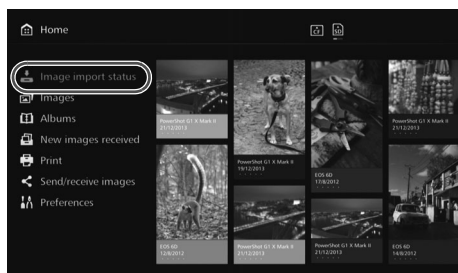 Home
CF
SD
Image import status
Images
Albums
New images received
Print
Send/receive images
Preferences
PowerShot G1 X Mark II
21/12/2013
EOS 6D
12/8/2012
PowerShot G1 X Mark II
19/12/2013
PowerShot G1 X Mark II
21/12/2013
EOS 6D
17/8/2012
PowerShot G1 X Mark II
21/12/2013
PowerShot G1 X Mark II
21/12/2013
EOS 6D
14/8/2012